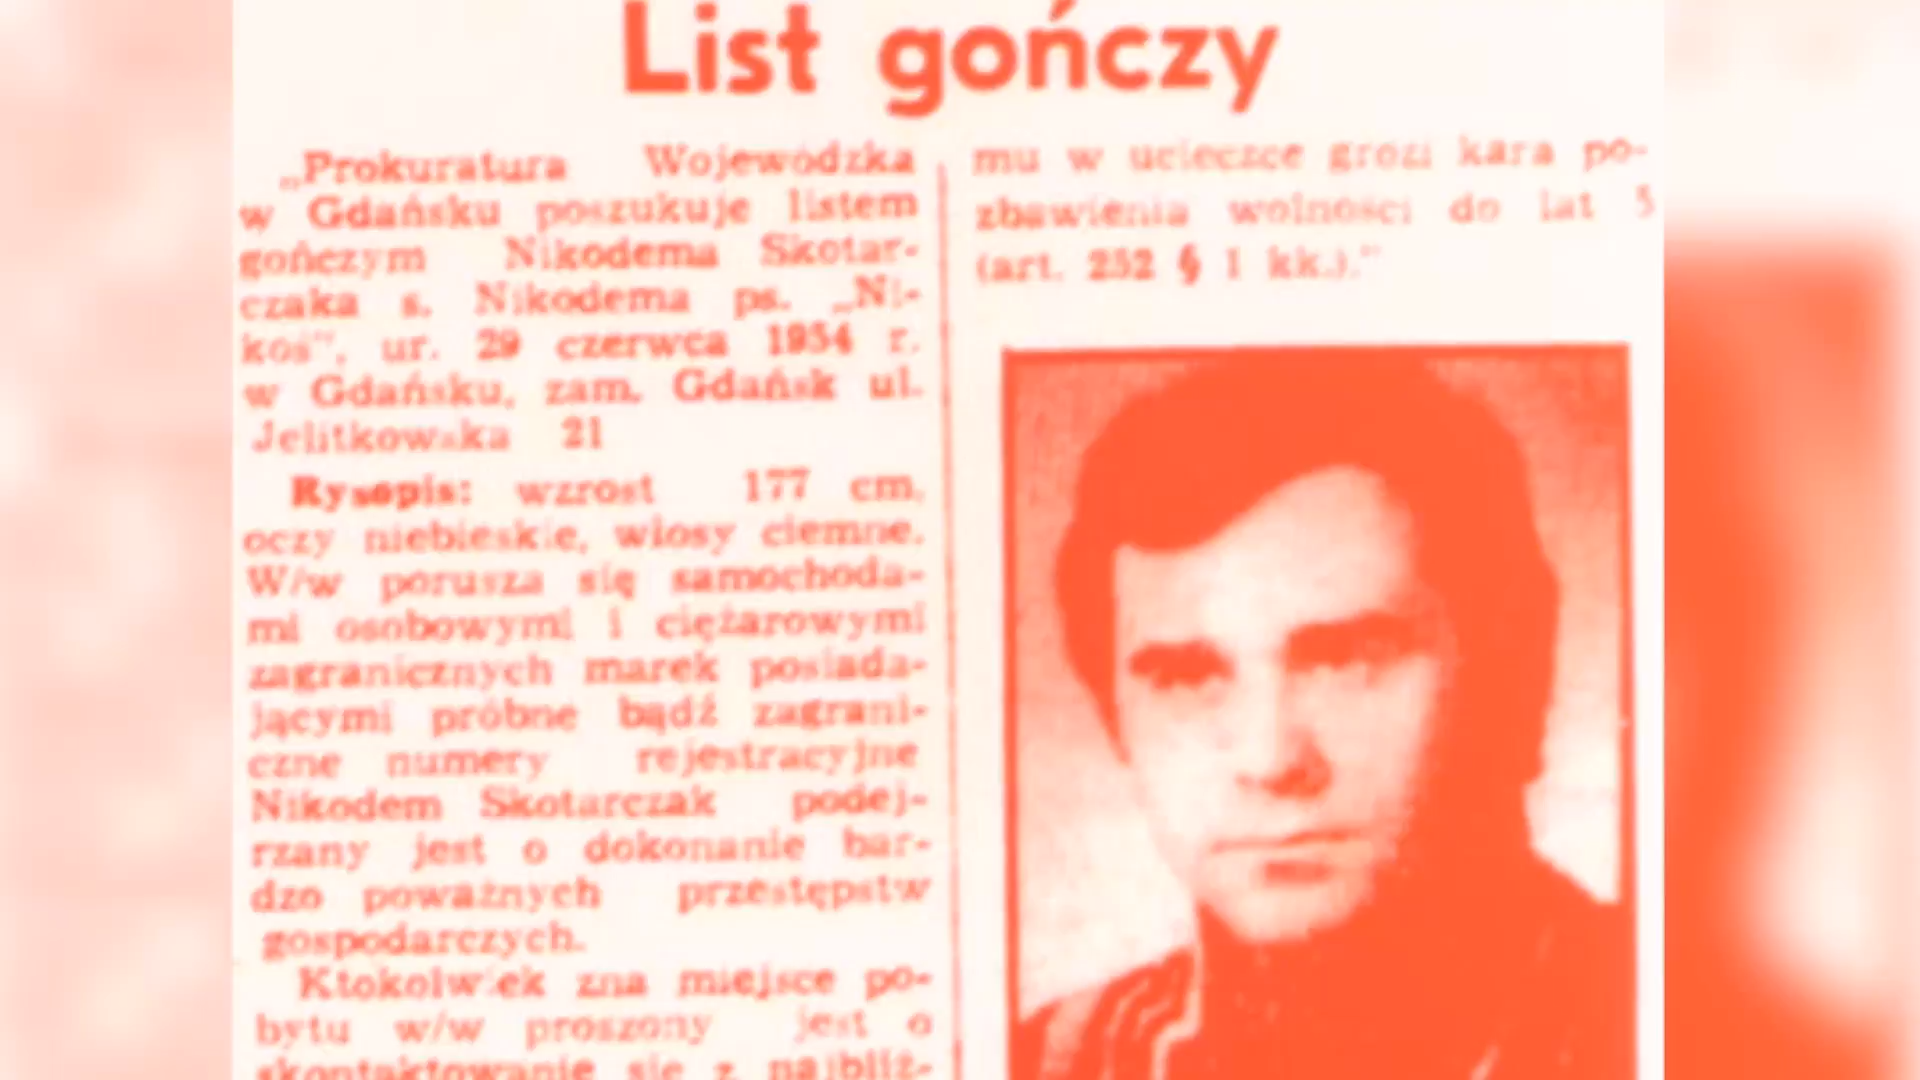 List gończy
„Prokuratura Wojewódzka
w Gdańsku poszukuje listem
gończym Nikodema Skotar-
czaka s. Nikodema ps. „Ni-
koś", ur. 29 czerwca 1954 r.
w Gdańsku, zam. Gdańsk ul.
Jelitkowska 21
Rysopis: wzrost 177 cm,
oczy niebieskie, włosy ciemne.
W/w porusza się samochoda-
mi osobowymi i ciężarowymi
zagranicznych marek posiada-
jącymi próbne bądź zagrani-
czne numery rejestracyjne
Nikodem Skotarczak podej-
rzany jest o dokonanie bar-
dzo poważnych przestępstw
gospodarczych.
Ktokolwiek zna miejsce po-
bytu w/w proszony jest o
skontaktowanie się z najbliż-
mu w ucieczce grozi kara po-
zbawienia wolności do lat 5
(art. 252 § 1 kk.)."